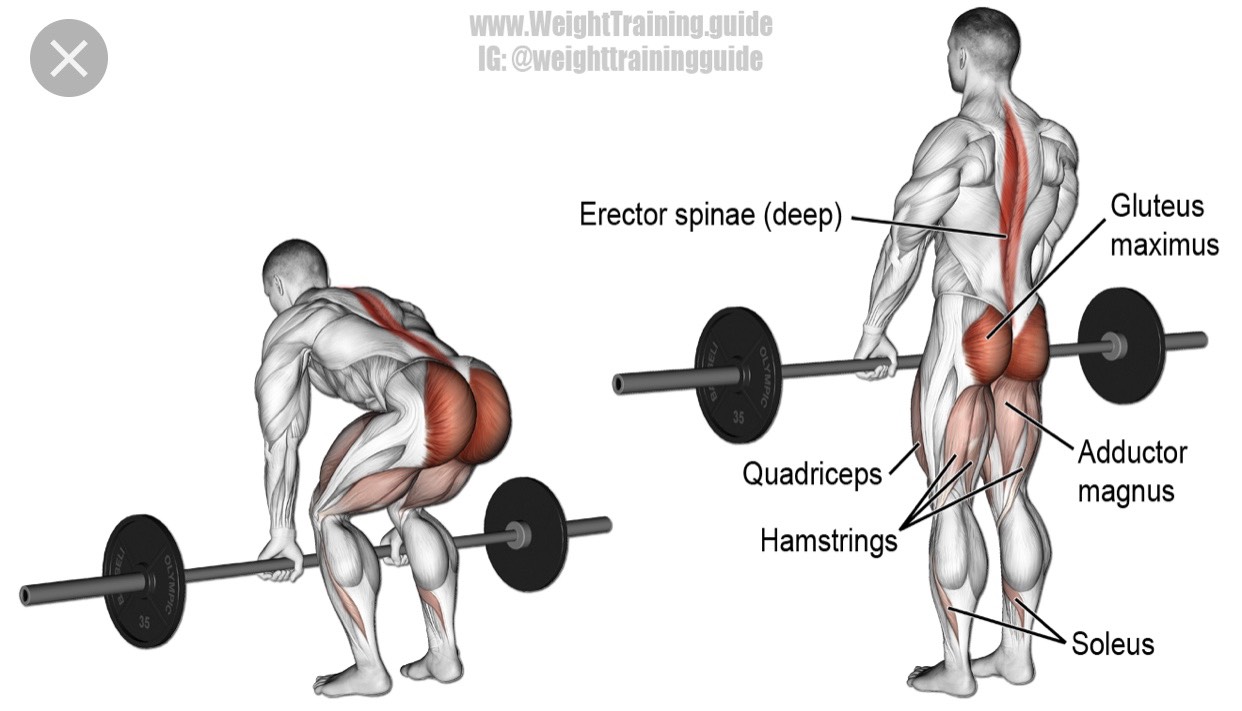 www.WeightTraining.guide
IG: @weighttrainingguide
Erector spinae (deep)
Gluteus
maximus
OLYMPIC
35
Quadriceps
Adductor
magnus
Hamstrings
OLYMPIC
35
Soleus